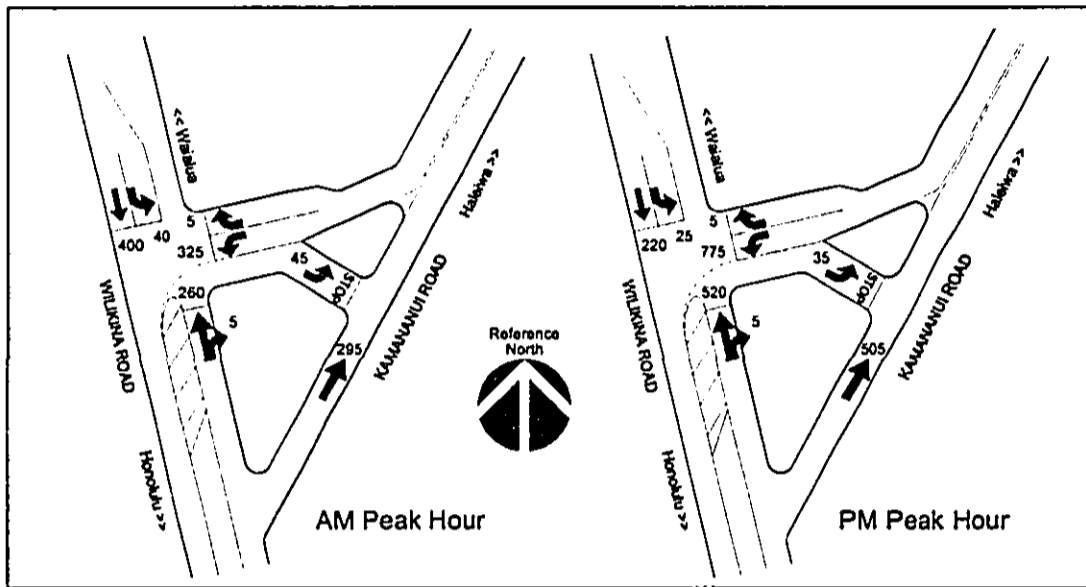 << Waialua
5
40
400
325
45
STOP
260
5
WILIKINA ROAD
Honolulu >>
295
KAMANANUI ROAD
Haleiwa >>
AM Peak Hour
Reference
North
<< Waialua
5
25
220
775
35
STOP
520
5
WILIKINA ROAD
Honolulu >>
505
KAMANANUI ROAD
Haleiwa >>
PM Peak Hour